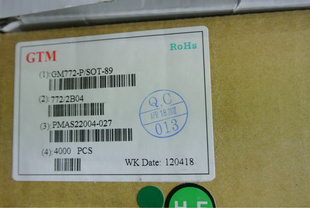 GTM
RoHs
(1):GM772-P/SOT-89
(2):772/2B04
(3):PMAS22004-027
(4):4000 PCS
Q.C
013
WK Date: 120418
H F